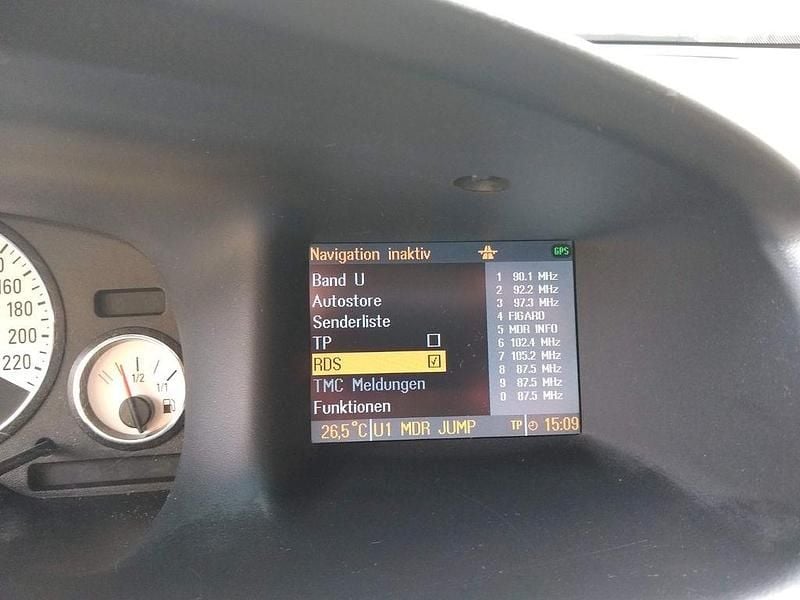 Navigation inaktiv GPS
Band U
Autostore
Senderliste
TP
RDS
TMC Meldungen
Funktionen
1 90.1 MHz
2 92.2 MHz
3 97.3 MHz
4 FIGARO
5 MDR INFO
6 102.4 MHz
7 105.2 MHz
8 87.5 MHz
9 87.5 MHz
0 87.5 MHz
26,5°C U1 MDR JUMP TP 15:09
160
180
200
220
1/2
1/1